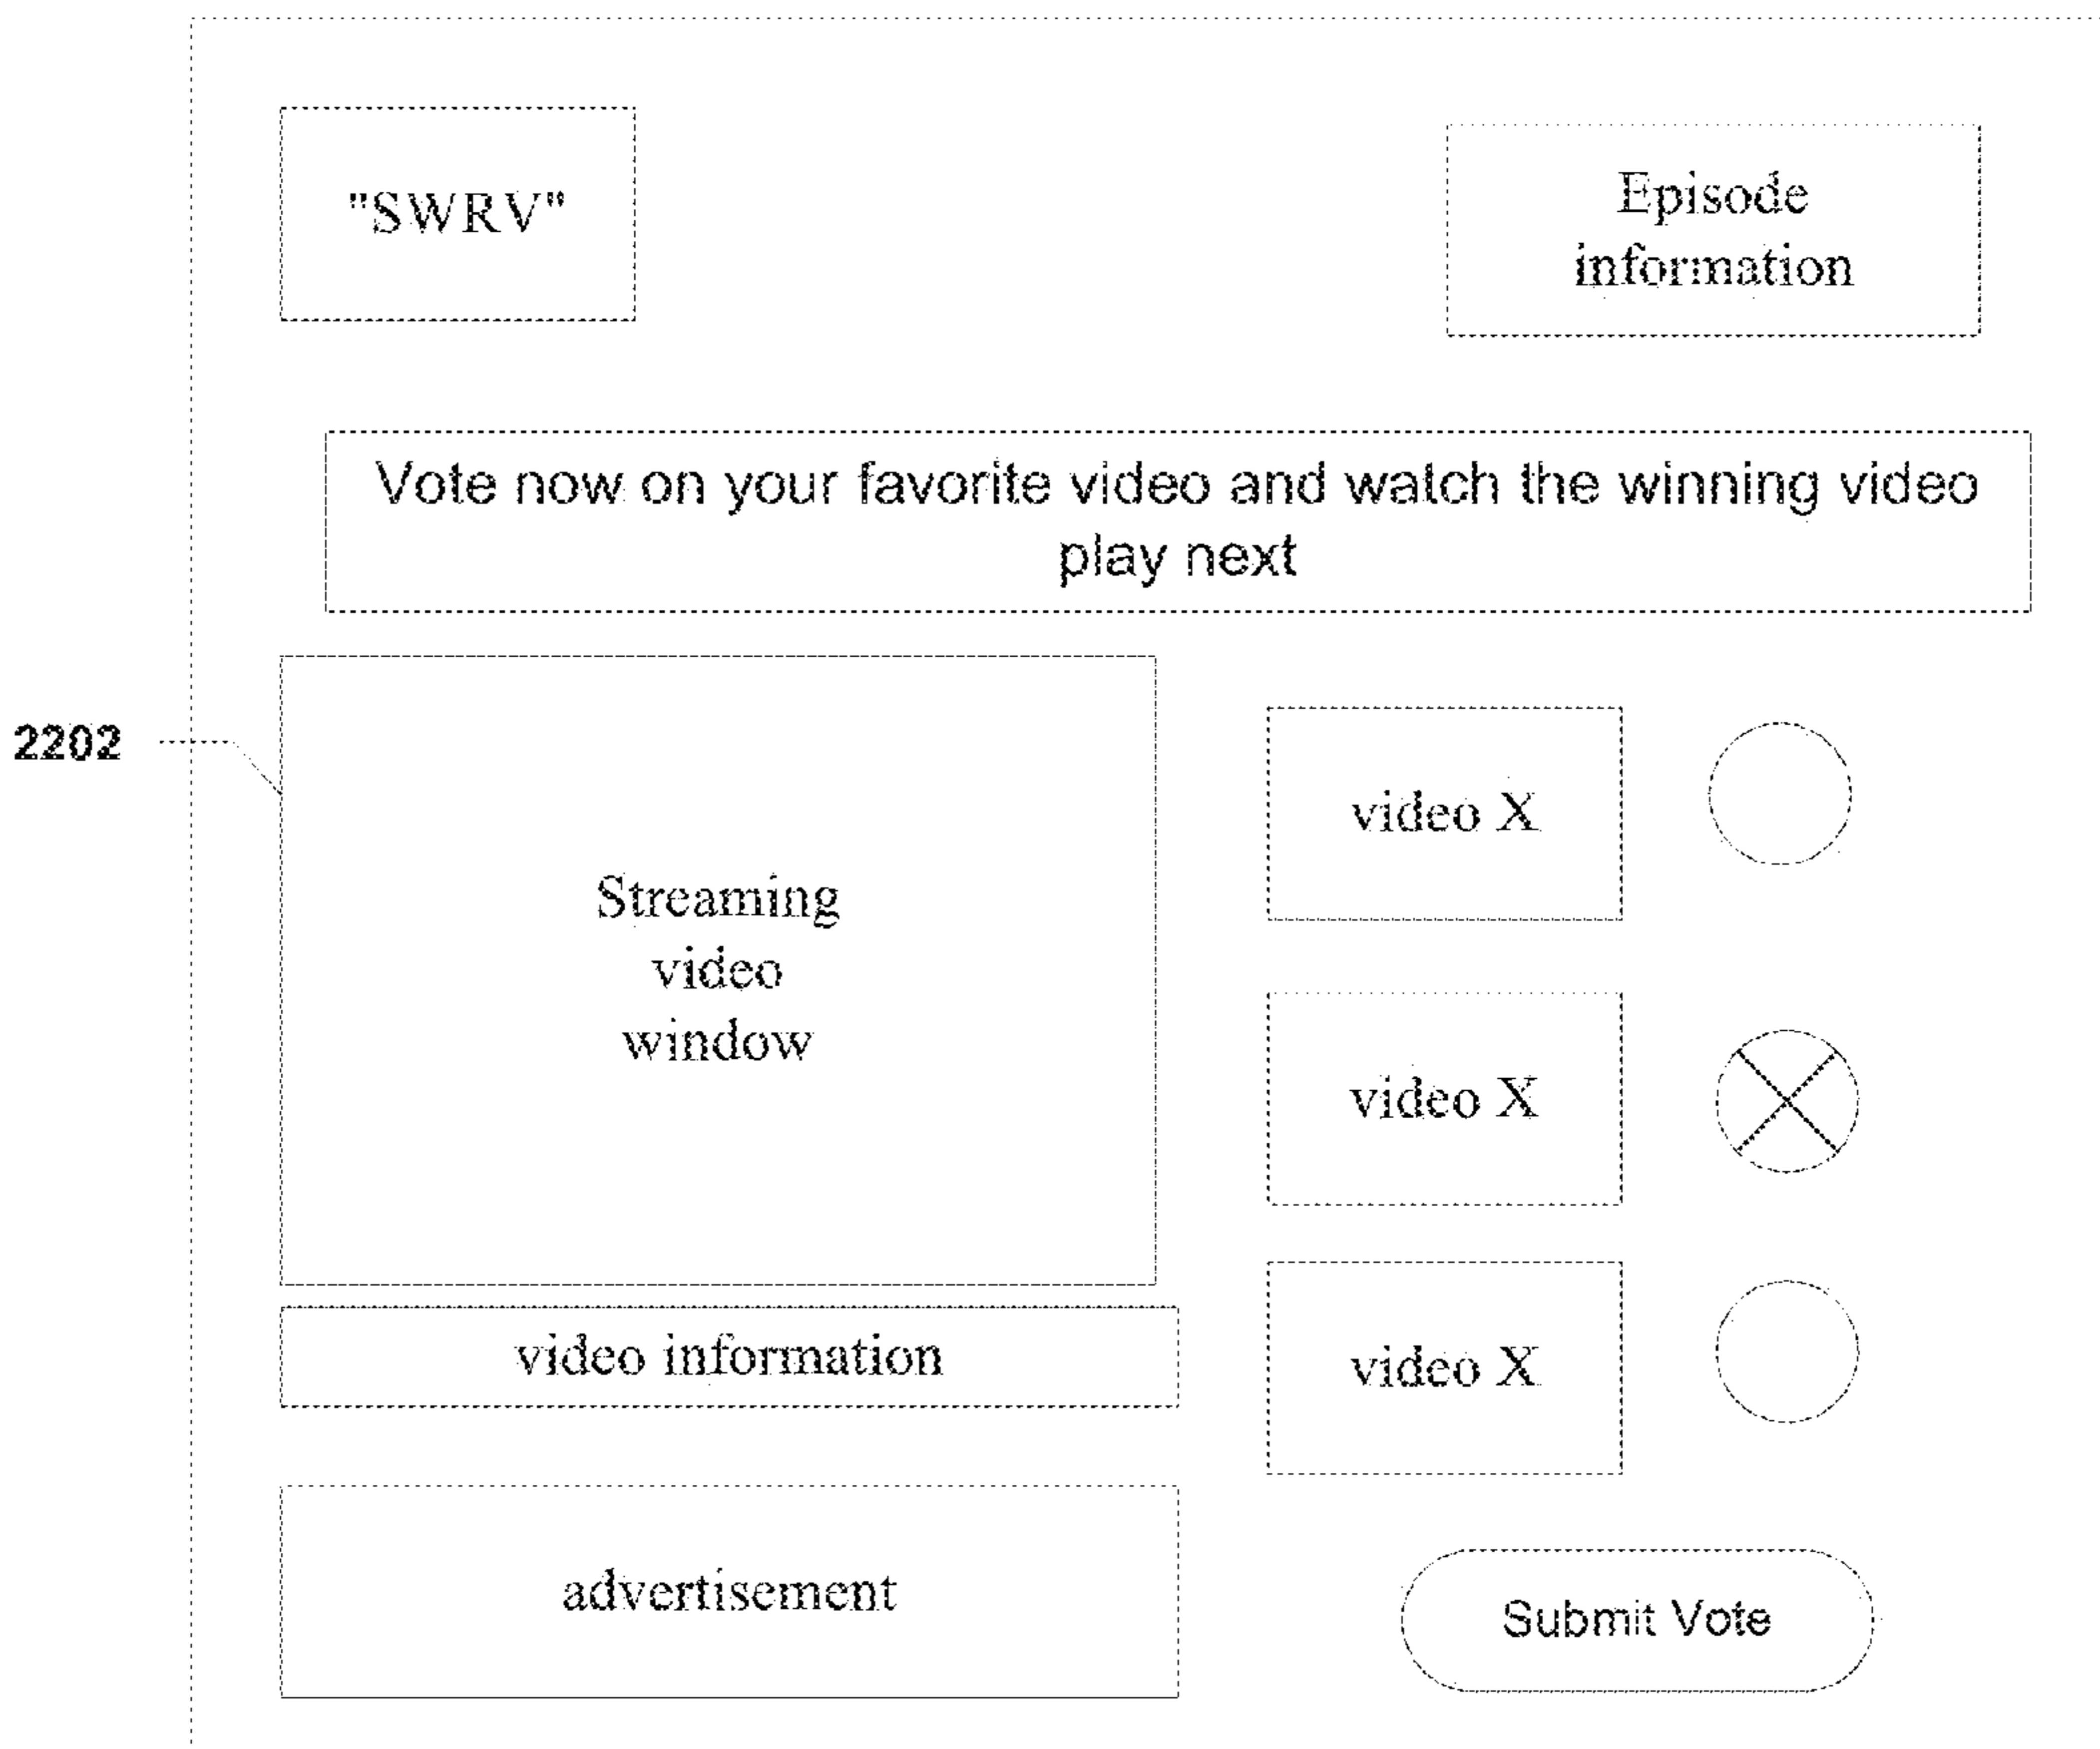 "SWRV"
Episode
information
Vote now on your favorite video and watch the winning video
play next
2202
Streaming
video
window
video information
advertisement
video X
video X
video X
Submit Vote